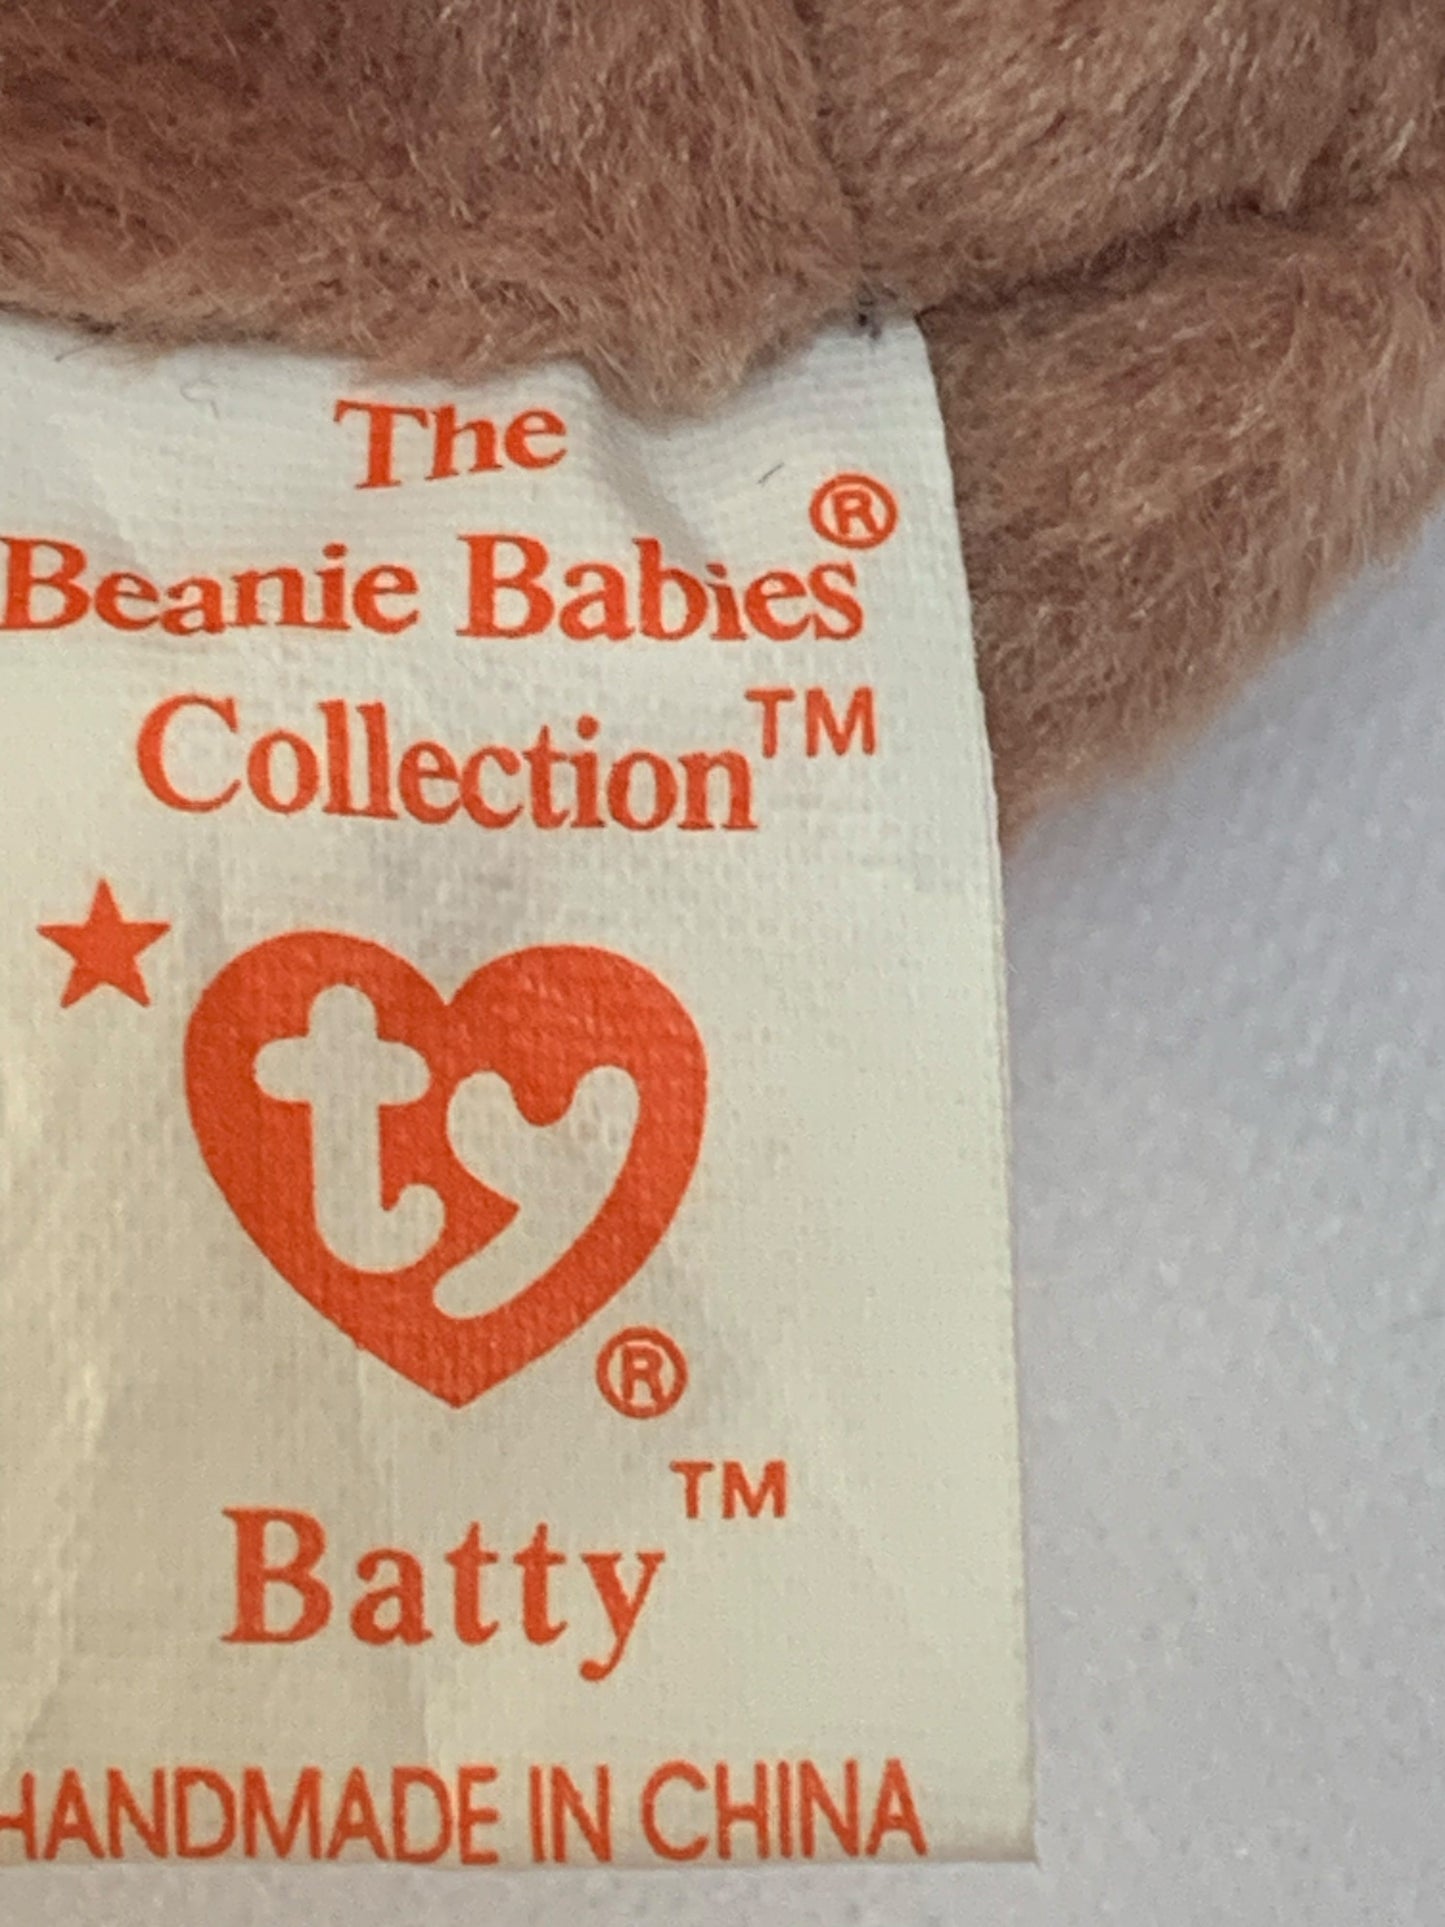 The
Beanie Babies®
Collection™
★
ty®
Batty™
HANDMADE IN CHINA